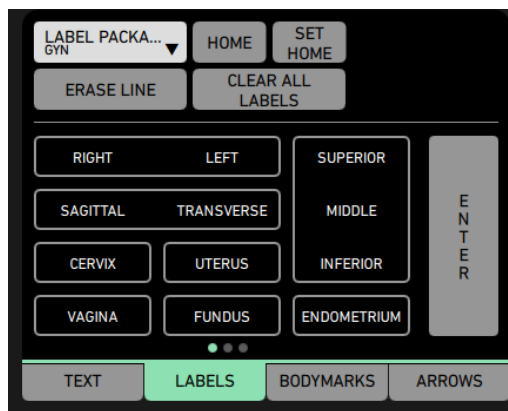 LABEL PACKA...
GYN
HOME
SET
HOME
ERASE LINE
CLEAR ALL
LABELS
RIGHT LEFT
SUPERIOR
SAGITTAL TRANSVERSE
MIDDLE
CERVIX
UTERUS
INFERIOR
VAGINA
FUNDUS
ENDOMETRIUM
ENTER
TEXT
LABELS
BODYMARKS
ARROWS